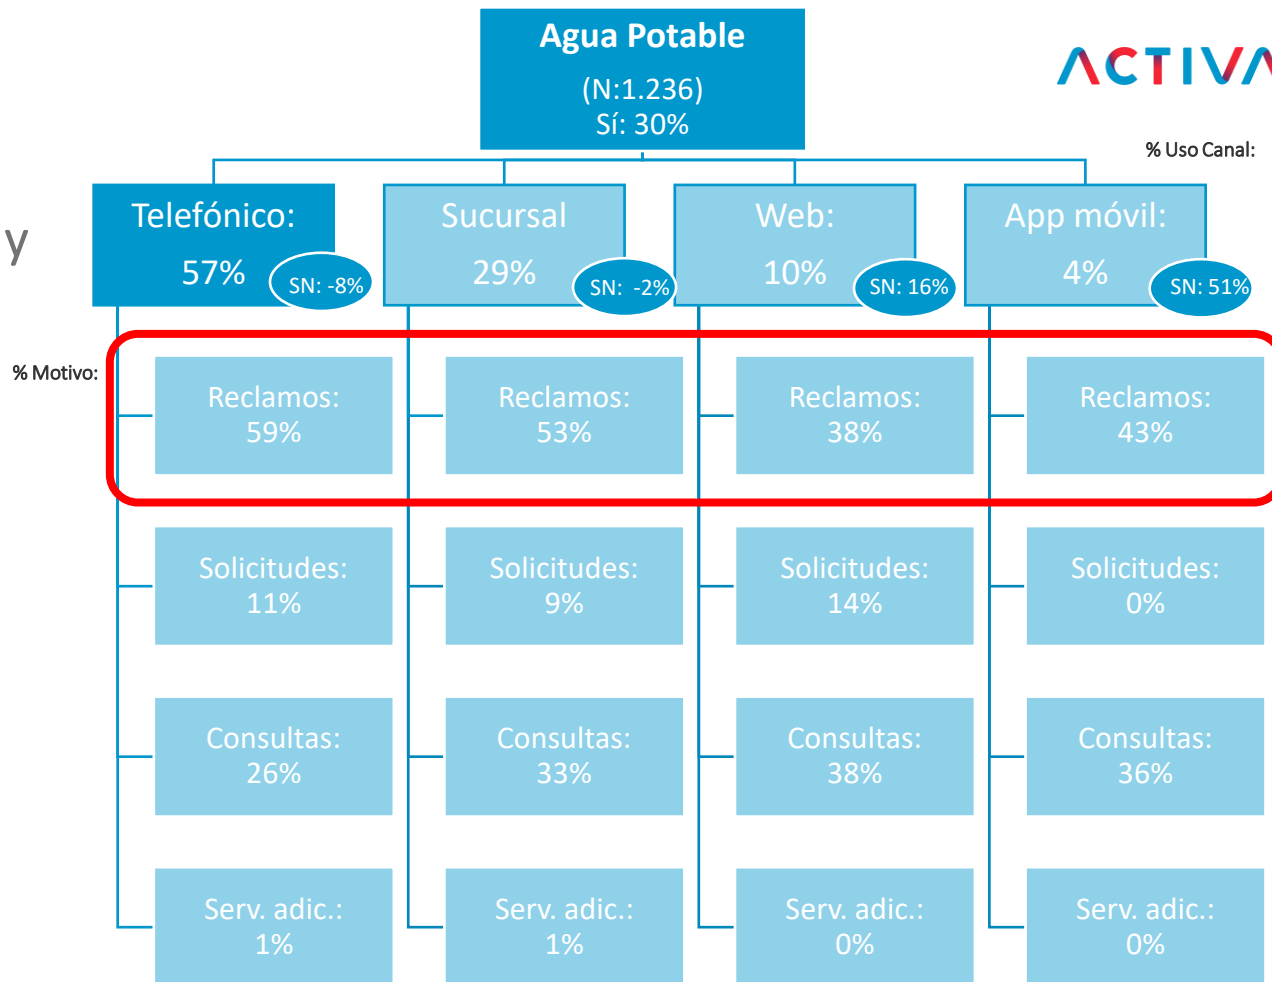 Agua Potable
(N:1.236)
Sí: 30%
ACTIVA
% Uso Canal:
y
Telefónico:
57%
SN: -8%
Sucursal
29%
SN: -2%
Web:
10%
SN: 16%
App móvil:
4%
SN: 51%
% Motivo:
Reclamos:
59%
Reclamos:
53%
Reclamos:
38%
Reclamos:
43%
Solicitudes:
11%
Solicitudes:
9%
Solicitudes:
14%
Solicitudes:
0%
Consultas:
26%
Consultas:
33%
Consultas:
38%
Consultas:
36%
Serv. adic.:
1%
Serv. adic.:
1%
Serv. adic.:
0%
Serv. adic.:
0%